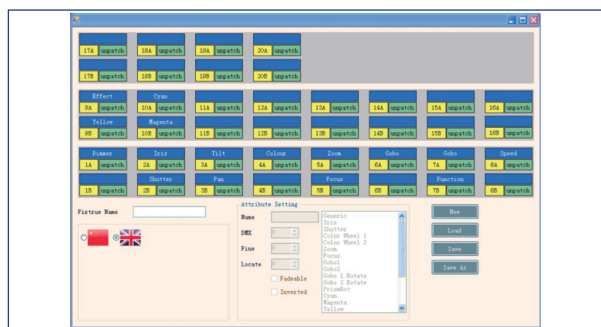 17A unpatch 18A unpatch 19A unpatch 20A unpatch
17B unpatch 18B unpatch 19B unpatch 20B unpatch
Effect Cyan
9A unpatch 10A unpatch 11A unpatch 12A unpatch 13A unpatch 14A unpatch 15A unpatch 16A unpatch
Yellow Magenta
9B unpatch 10B unpatch 11B unpatch 12B unpatch 13B unpatch 14B unpatch 15B unpatch 16B unpatch
Dimmer Iris Tilt Colour Zoom Gobo Gobo Speed
1A unpatch 2A unpatch 3A unpatch 4A unpatch 5A unpatch 6A unpatch 7A unpatch 8A unpatch
Shutter Pan Focus Function
1B unpatch 2B unpatch 3B unpatch 4B unpatch 5B unpatch 6B unpatch 7B unpatch 8B unpatch
Fixtrue Name
Attribute Setting
Name
DMX 0
Fine 0
Locate 0
Fadeable
Inverted
Generic
Iris
Shutter
Color Wheel 1
Color Wheel 2
Zoom
Focus
Gobo1
Gobo2
Gobo 1 Rotate
Gobo 2 Rotate
PrismRot
Cyan
Magenta
Yellow
New
Load
Save
Save As